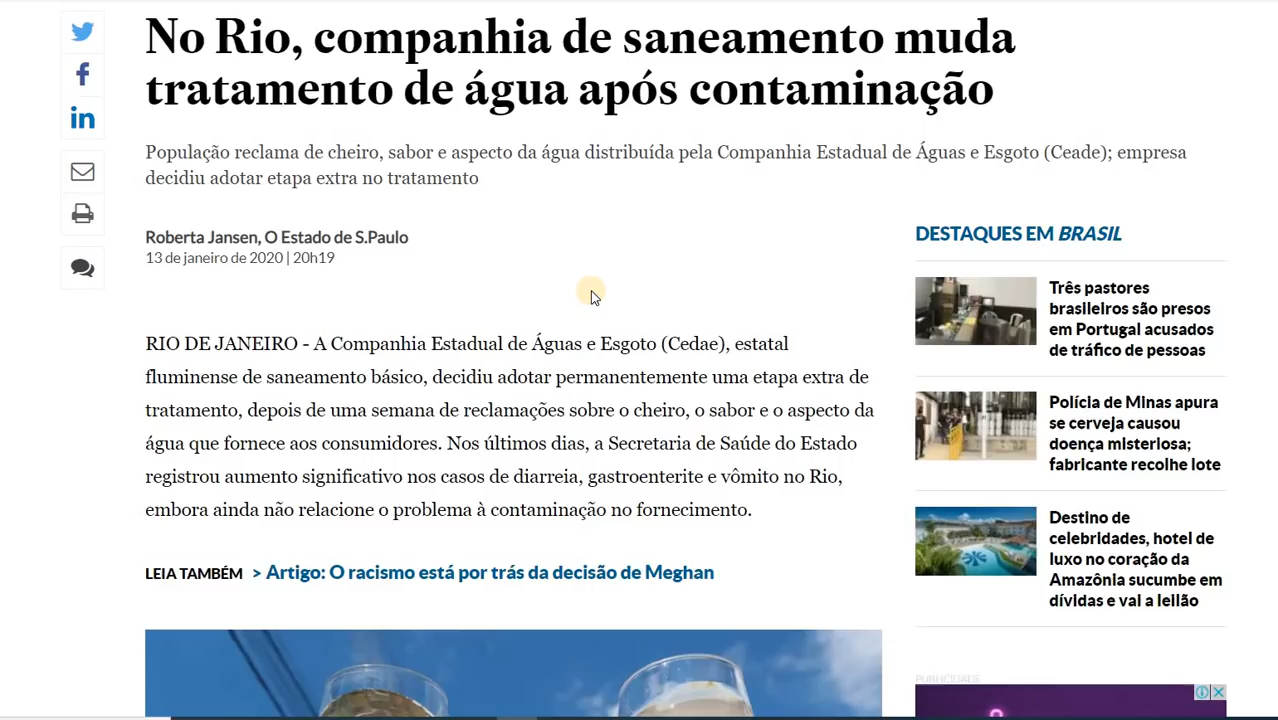 No Rio, companhia de saneamento muda
tratamento de água após contaminação
População reclama de cheiro, sabor e aspecto da água distribuída pela Companhia Estadual de Águas e Esgoto (Ceade); empresa
decidiu adotar etapa extra no tratamento
Roberta Jansen, O Estado de S.Paulo
13 de janeiro de 2020 | 20h19
RIO DE JANEIRO - A Companhia Estadual de Águas e Esgoto (Cedae), estatal
fluminense de saneamento básico, decidiu adotar permanentemente uma etapa extra de
tratamento, depois de uma semana de reclamações sobre o cheiro, o sabor e o aspecto da
água que fornece aos consumidores. Nos últimos dias, a Secretaria de Saúde do Estado
registrou aumento significativo nos casos de diarreia, gastroenterite e vômito no Rio,
embora ainda não relacione o problema à contaminação no fornecimento.
LEIA TAMBÉM > Artigo: O racismo está por trás da decisão de Meghan
DESTAQUES EM BRASIL
Três pastores
brasileiros são presos
em Portugal acusados
de tráfico de pessoas
Polícia de Minas apura
se cerveja causou
doença misteriosa;
fabricante recolhe lote
Destino de
celebridades, hotel de
luxo no coração da
Amazônia sucumbe em
dívidas e vai a leilão
PUBLICIDADE